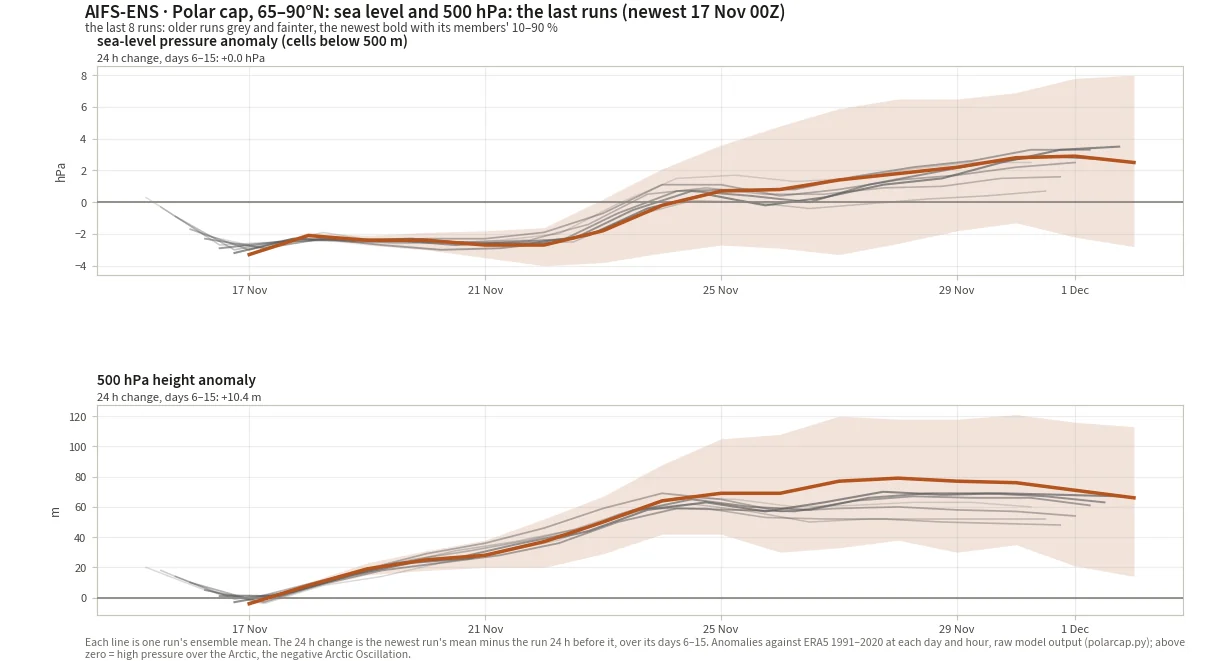 AIFS-ENS · Polar cap, 65–90°N: sea level and 500 hPa: the last runs (newest 17 Nov 00Z)
the last 8 runs: older runs grey and fainter, the newest bold with its members' 10–90 %
sea-level pressure anomaly (cells below 500 m)
24 h change, days 6–15: +0.0 hPa
8
6
4
2
0
−2
−4
hPa
17 Nov
21 Nov
25 Nov
29 Nov
1 Dec
500 hPa height anomaly
24 h change, days 6–15: +10.4 m
120
100
80
60
40
20
0
m
17 Nov
21 Nov
25 Nov
29 Nov
1 Dec
Each line is one run's ensemble mean. The 24 h change is the newest run's mean minus the run 24 h before it, over its days 6–15. Anomalies against ERA5 1991–2020 at each day and hour, raw model output (polarcap.py); above
zero = high pressure over the Arctic, the negative Arctic Oscillation.